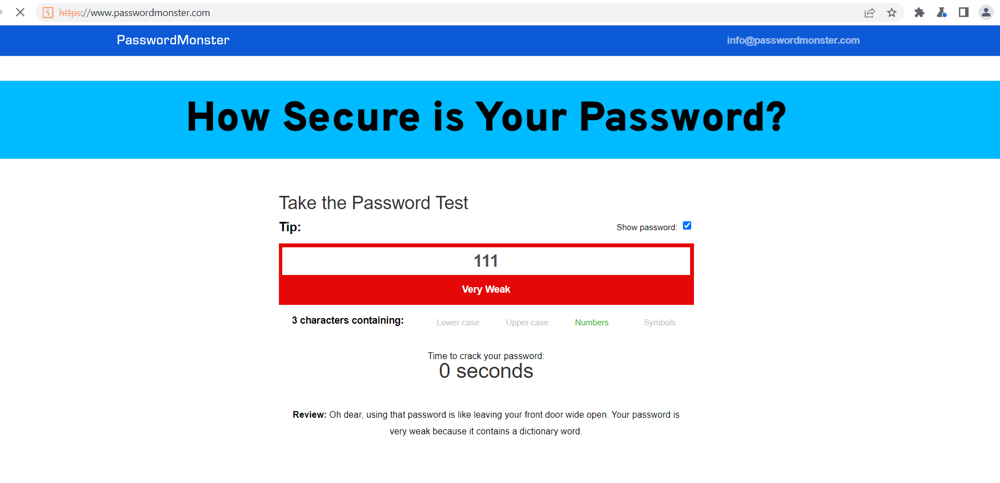 https://www.passwordmonster.com
PasswordMonster info@passwordmonster.com
How Secure is Your Password?
Take the Password Test
Tip: Show password:
111
Very Weak
3 characters containing: Lower case Upper case Numbers Symbols
Time to crack your password:
0 seconds
Review: Oh dear, using that password is like leaving your front door wide open. Your password is
very weak because it contains a dictionary word.